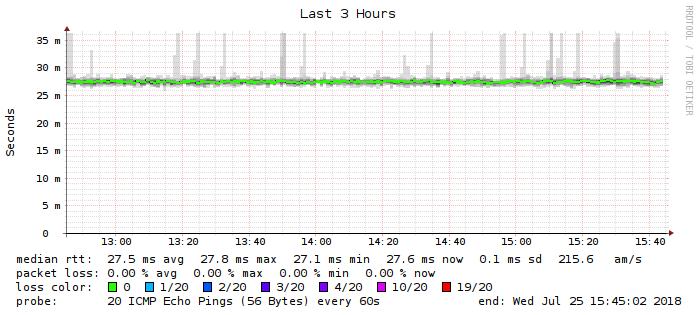 Last 3 Hours
RRDTOOL / TOBI OETIKER
Seconds
35 m
30 m
25 m
20 m
15 m
10 m
5 m
0
13:00 13:20 13:40 14:00 14:20 14:40 15:00 15:20 15:40
median rtt: 27.5 ms avg 27.8 ms max 27.1 ms min 27.6 ms now 0.1 ms sd 215.6 am/s
packet loss: 0.00 % avg 0.00 % max 0.00 % min 0.00 % now
loss color: 0 1/20 2/20 3/20 4/20 10/20 19/20
probe: 20 ICMP Echo Pings (56 Bytes) every 60s end: Wed Jul 25 15:45:02 2018